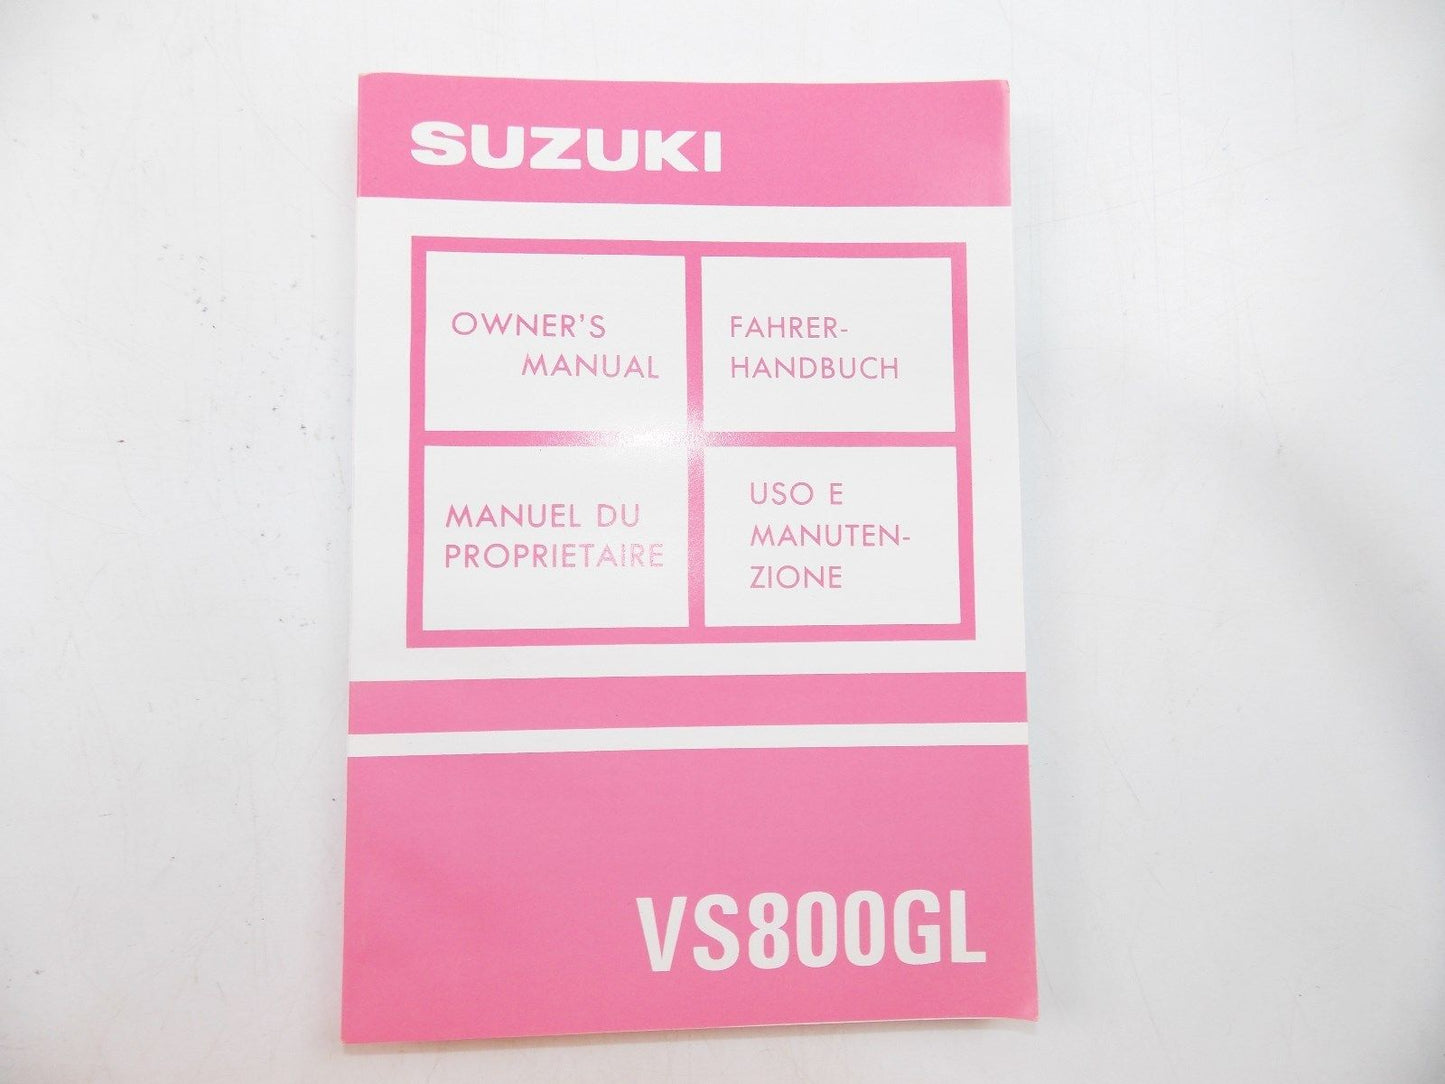 SUZUKI
OWNER'S
MANUAL
FAHRER-
HANDBUCH
MANUEL DU
PROPRIETAIRE
USO E
MANUTEN-
ZIONE
VS800GL